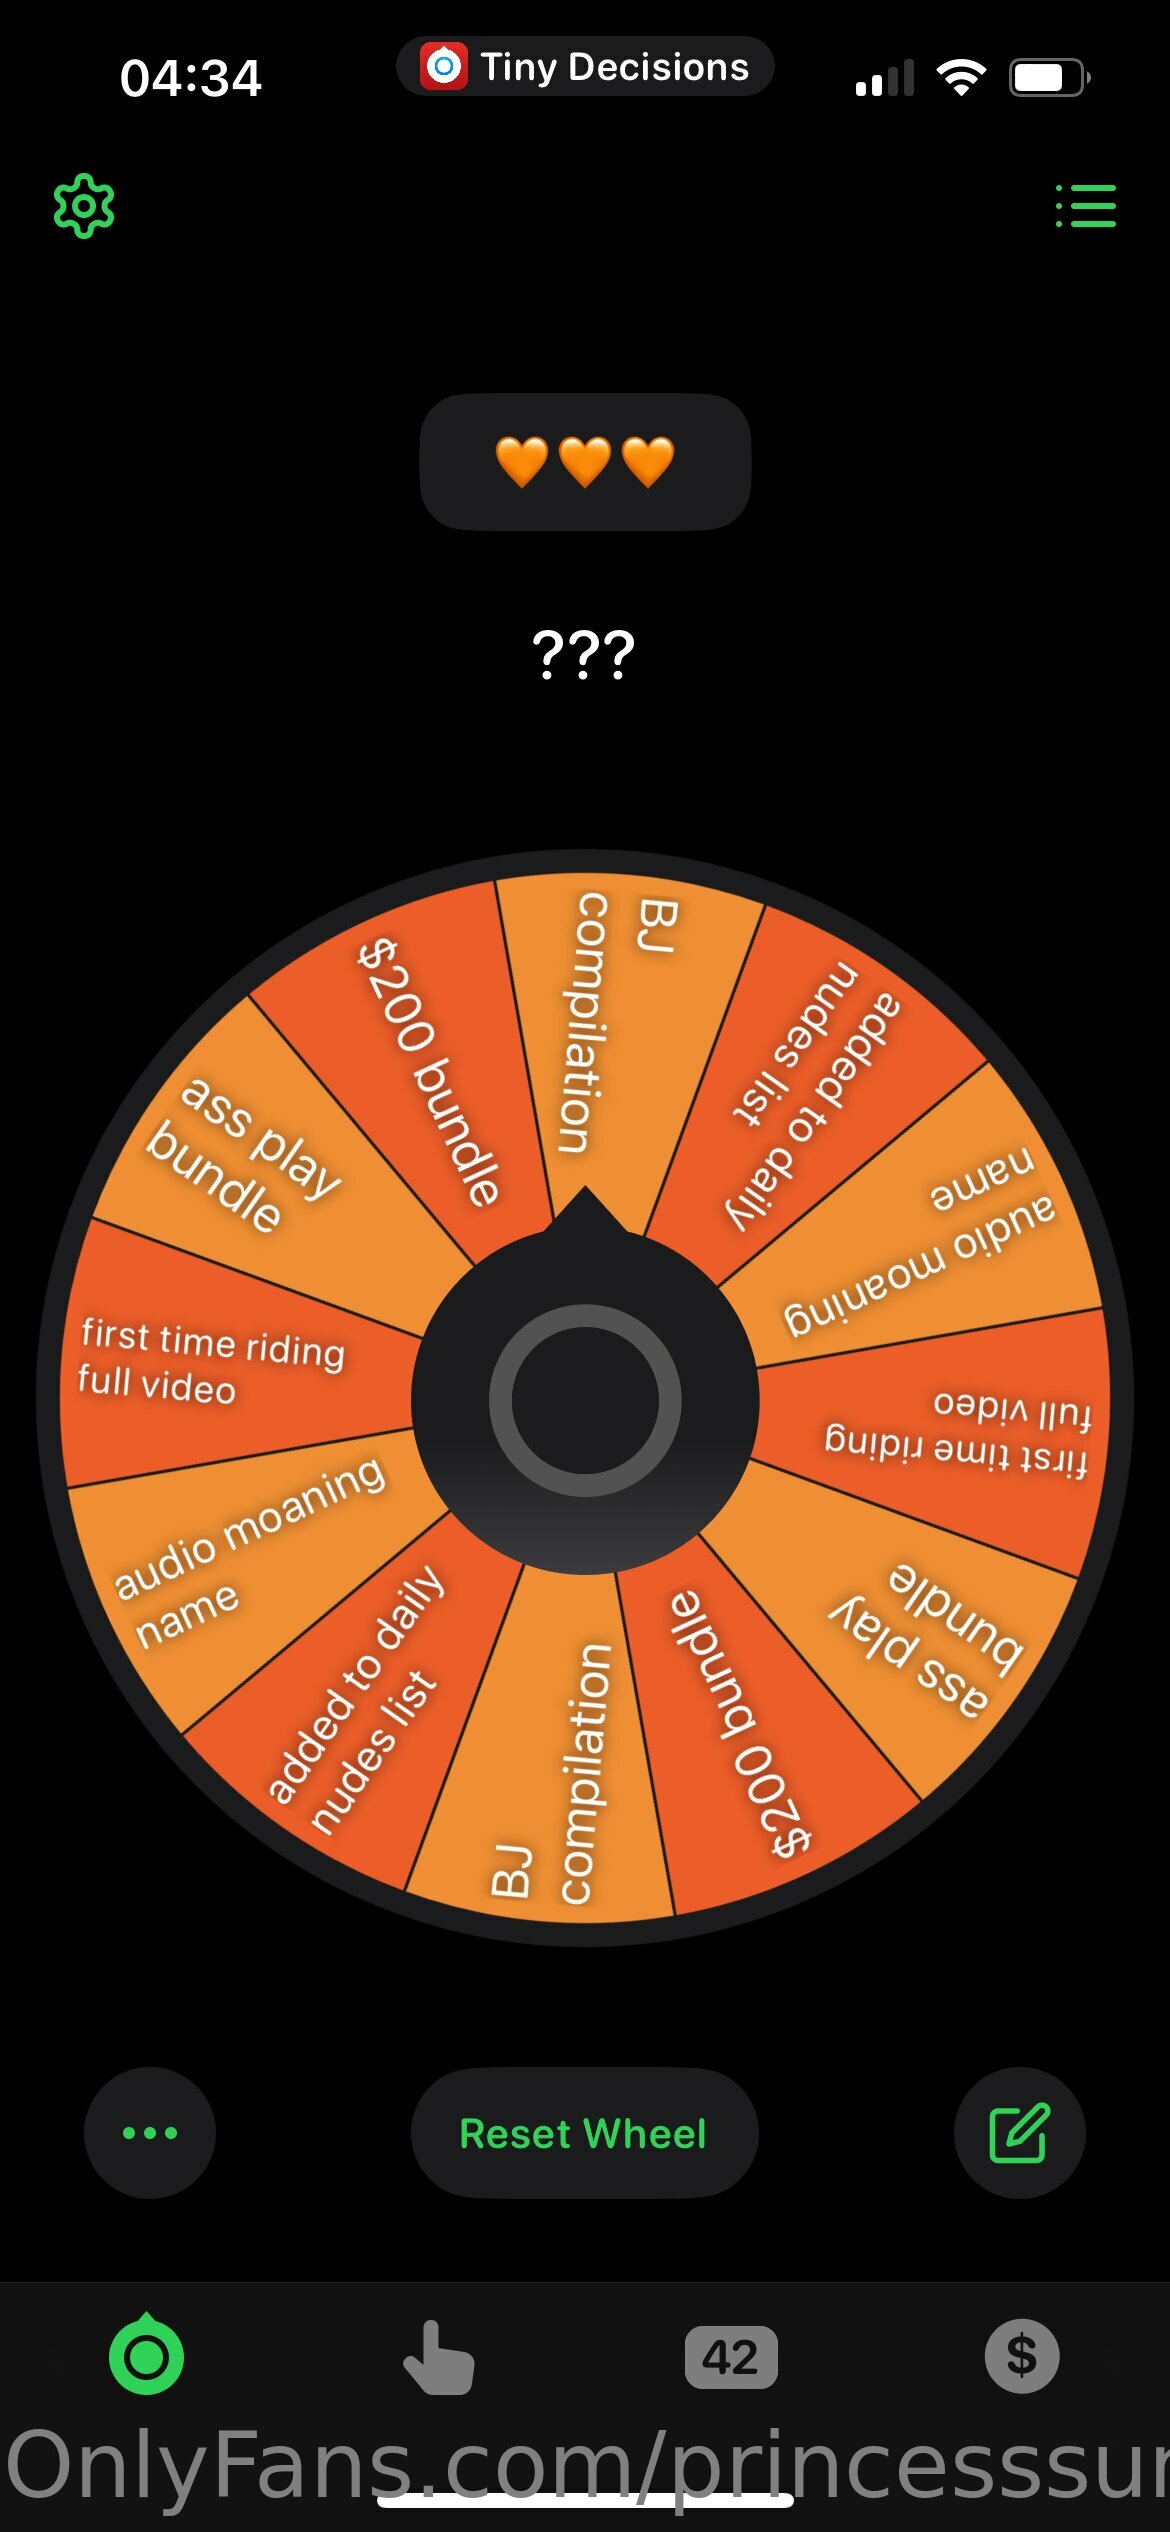 04:34
Tiny Decisions
🧡🧡🧡
???
BJ
compilation
added to daily
nudes list
audio moaning
name
first time riding
full video
ass play
bundle
$200 bundle
BJ
compilation
added to daily
nudes list
audio moaning
name
first time riding
full video
ass play
bundle
$200 bundle
Reset Wheel
42
$
OnlyFans.com/princesssur